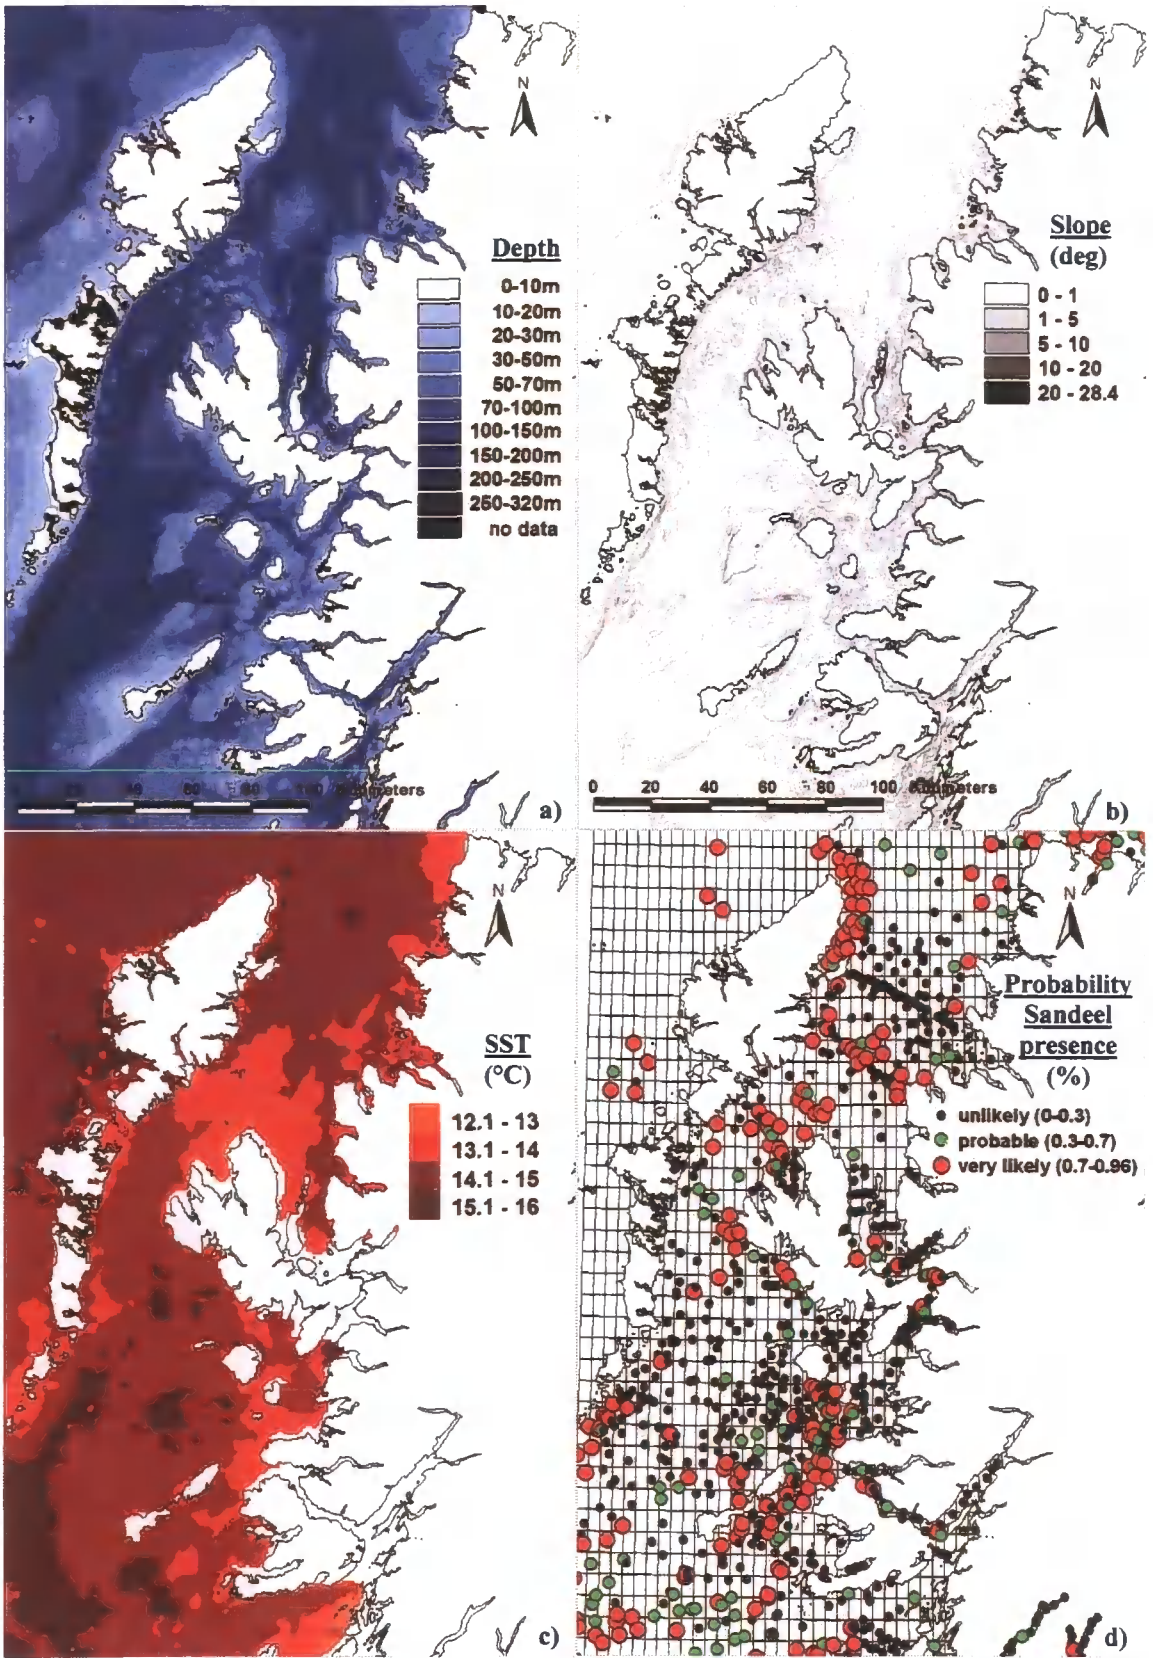 N
Depth
0-10m
10-20m
20-30m
30-50m
50-70m
70-100m
100-150m
150-200m
200-250m
250-320m
no data
a)
N
Slope
(deg)
0 - 1
1 - 5
5 - 10
10 - 20
20 - 28.4
0 20 40 60 80 100 Kilometers
b)
N
SST
(°C)
12.1 - 13
13.1 - 14
14.1 - 15
15.1 - 16
c)
N
Probability
Sandeel
presence
(%)
unlikely (0-0.3)
probable (0.3-0.7)
very likely (0.7-0.96)
d)